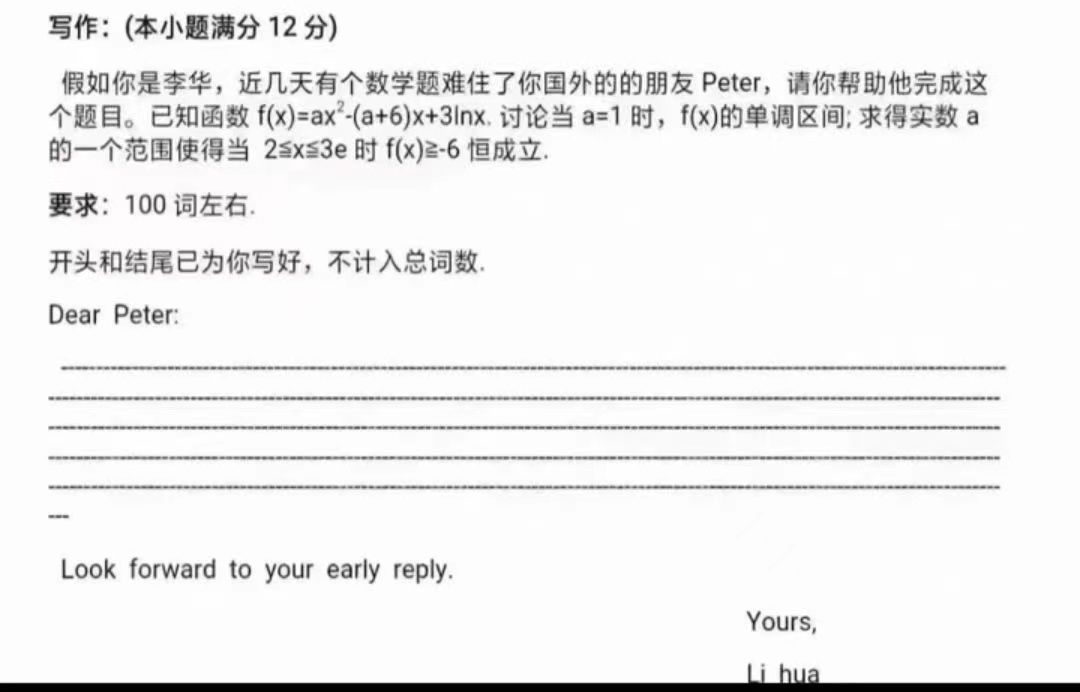 写作：(本小题满分 12 分)
假如你是李华，近几天有个数学题难住了你国外的的朋友 Peter，请你帮助他完成这
个题目。已知函数 f(x)=ax²-(a+6)x+3lnx. 讨论当 a=1 时，f(x)的单调区间; 求得实数 a
的一个范围使得当 2≦x≦3e 时 f(x)≧-6 恒成立.
要求：100 词左右.
开头和结尾已为你写好，不计入总词数.
Dear Peter:
Look forward to your early reply.
Yours,
Li hua